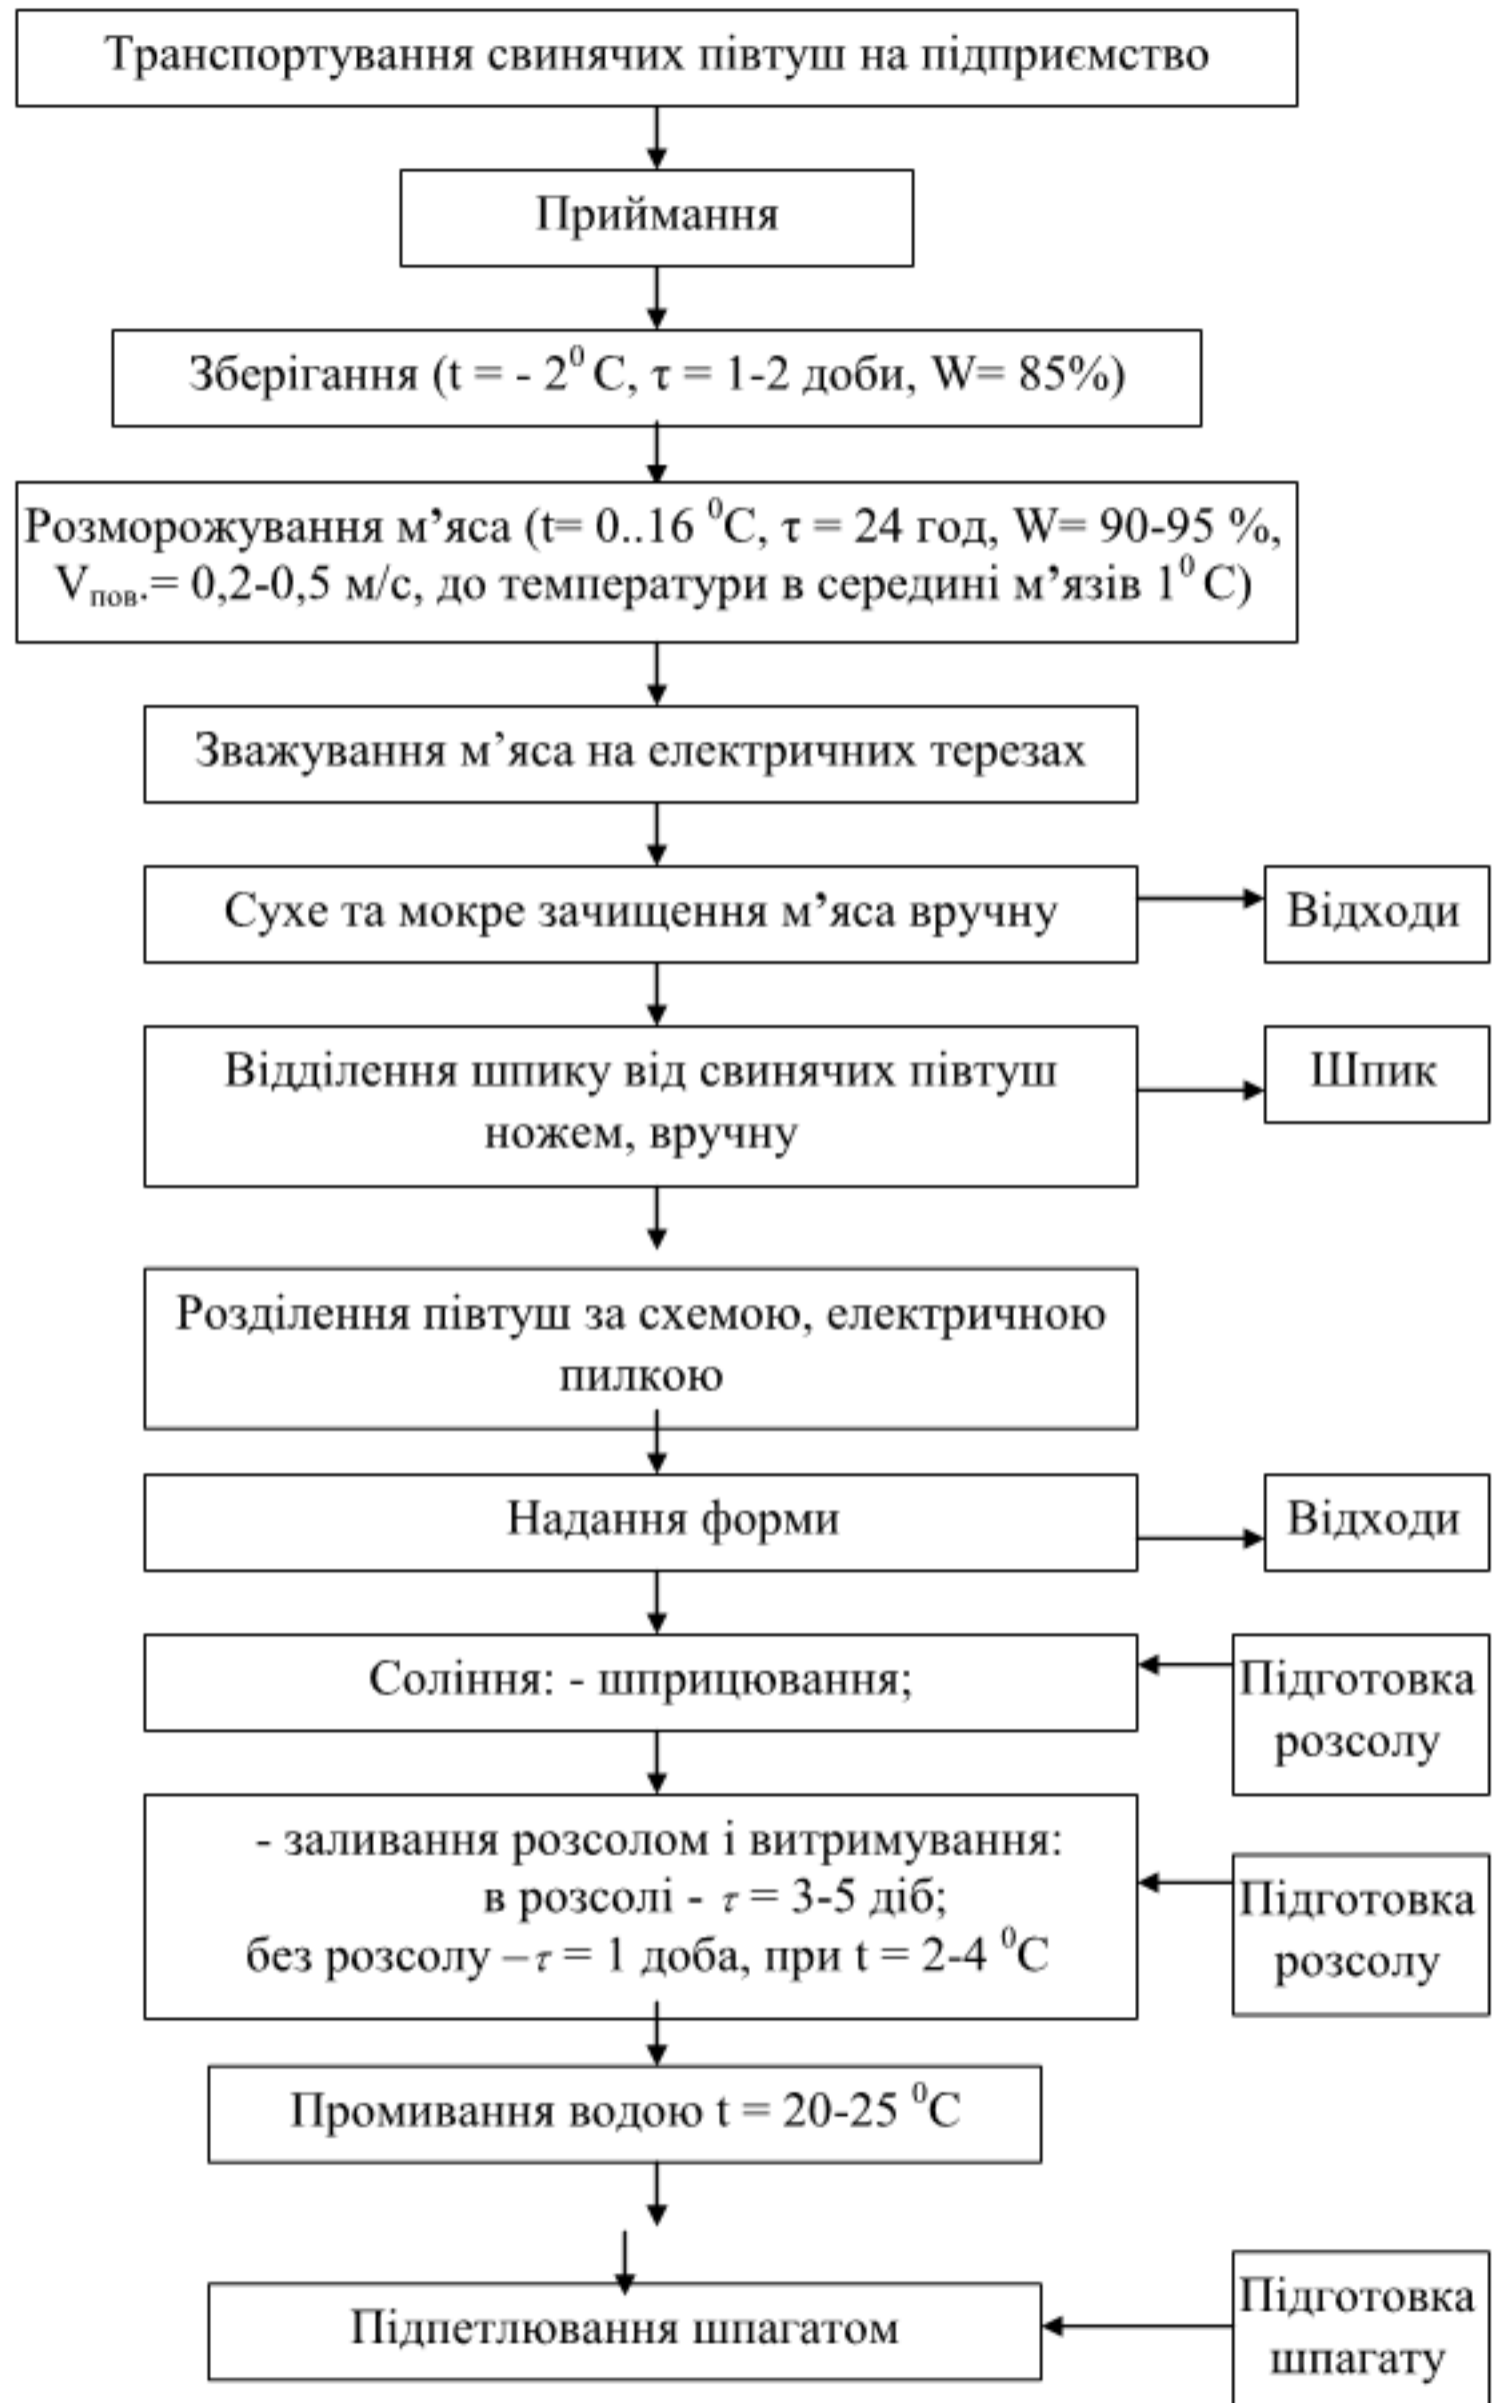 Транспортування свинячих півтуш на підприємство
Приймання
Зберігання (t = - 2⁰ С, τ = 1-2 доби, W= 85%)
Розморожування м’яса (t= 0..16 ⁰С, τ = 24 год, W= 90-95 %,
Vпов.= 0,2-0,5 м/с, до температури в середині м’язів 1⁰ С)
Зважування м’яса на електричних терезах
Сухе та мокре зачищення м’яса вручну
Відходи
Відділення шпику від свинячих півтуш
ножем, вручну
Шпик
Розділення півтуш за схемою, електричною
пилкою
Надання форми
Відходи
Соління: - шприцювання;
Підготовка
розсолу
- заливання розсолом і витримування:
в розсолі - τ = 3-5 діб;
без розсолу –τ = 1 доба, при t = 2-4 ⁰С
Підготовка
розсолу
Промивання водою t = 20-25 ⁰С
Підпетлювання шпагатом
Підготовка
шпагату